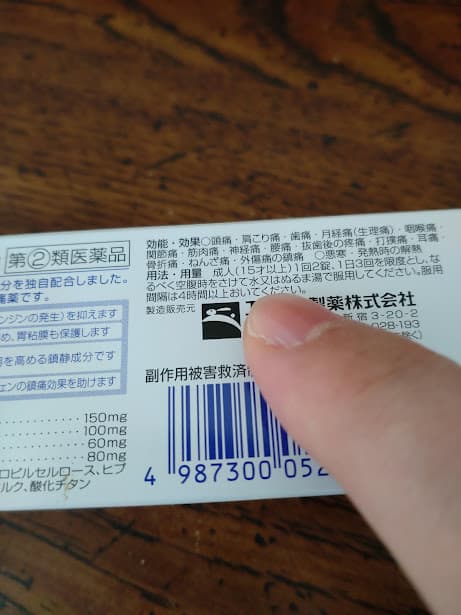 第②類医薬品
分を独自配合しました。
痛薬です。
ンジンの発生）を抑えます
め、胃粘膜も保護します
用を高める鎮静成分です
ェンの鎮痛効果を助けます
150mg
100mg
60mg
80mg
ロピルセルロース、ヒプ
ルク、酸化チタン
効能・効果○頭痛・肩こり痛・歯痛・月経痛（生理痛）・咽喉痛・
関節痛・筋肉痛・神経痛・腰痛・抜歯後の疼痛・打撲痛・耳痛・
骨折痛・ねんざ痛・外傷痛の鎮痛 ○悪寒・発熱時の解熱
用法・用量 成人（15才以上）1回2錠、1日3回を限度とし、な
るべく空腹時をさけて水又はぬるま湯で服用してください。服用
間隔は4時間以上おいてください。
製造販売元
製薬株式会社
新宿3-20-2
028-193
除く）
副作用被害救済
4 987300 052